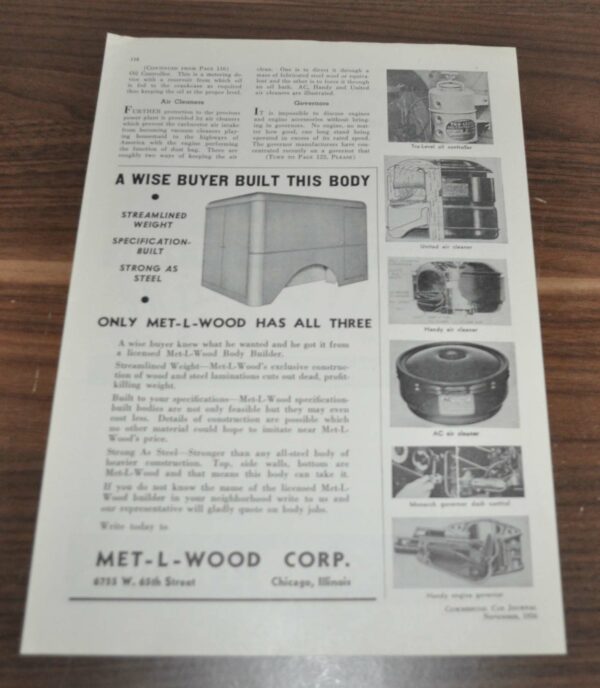 118
(Continued from Page 116)
Oil Controller. This is a metering de-
vice with a reservoir from which oil
is fed to the crankcase as required
thus keeping the oil at the proper level.
Air Cleaners
Further protection to the precious
power plant is provided by air cleaners
which prevent the carburetor air intake
from becoming vacuum cleaners play-
ing housemaid to the highways of
America with the engine performing
the function of dust bag. There are
roughly two ways of keeping the air
clean. One is to direct it through a
mass of fabricated steel wool or equiva-
lent and the other is to force it through
an oil bath. AC, Handy and United
air cleaners are illustrated.
Governors
It is impossible to discuss engines
and engine accessories without bring-
ing in governors. No engine, no mat-
ter how good, can long stand being
operated in excess of its rated speed.
The governor manufacturers have con-
centrated recently on a governor that
(Turn to Page 122, Please)
A WISE BUYER BUILT THIS BODY
STREAMLINED
WEIGHT
SPECIFICATION-
BUILT
STRONG AS
STEEL
ONLY MET-L-WOOD HAS ALL THREE
A wise buyer knew what he wanted and he got it from
a licensed Met-L-Wood Body Builder.
Streamlined Weight—Met-L-Wood's exclusive construc-
tion of wood and steel laminations cuts out dead, profit-
killing weight.
Built to your specifications—Met-L-Wood specification-
built bodies are not only feasible but they may even
cost less. Details of construction are possible which
no other material could hope to imitate near Met-L-
Wood's price.
Strong As Steel—Stronger than any all-steel body of
heavier construction. Top, side walls, bottom are
Met-L-Wood and that means this body can take it.
If you do not know the name of the licensed Met-L-
Wood builder in your neighborhood write to us and
our representative will gladly quote on body jobs.
Write today to
MET-L-WOOD CORP.
6755 W. 65th Street Chicago, Illinois
Tru-Level oil controller
United air cleaner
Handy air cleaner
AC air cleaner
Monarch governor dash control
Handy engine governor
Commercial Car Journal
November, 1936